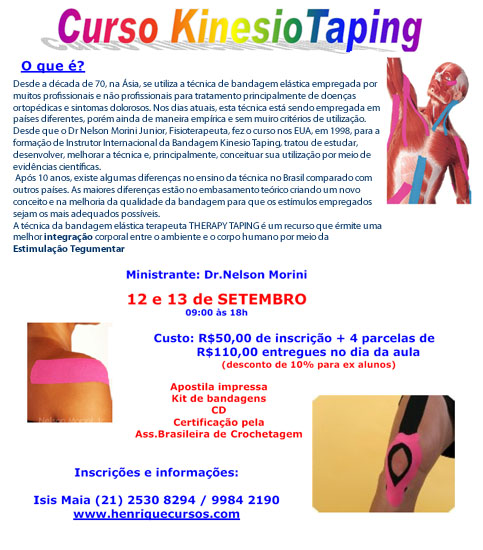 Curso KinesioTaping
O que é?
Desde a década de 70, na Ásia, se utiliza a técnica de bandagem elástica empregada por
muitos profissionais e não profissionais para tratamento principalmente de doenças
ortopédicas e sintomas dolorosos. Nos dias atuais, esta técnica está sendo empregada em
países diferentes, porém ainda de maneira empírica e sem muiro critérios de utilização.
Desde que o Dr Nelson Morini Junior, Fisioterapeuta, fez o curso nos EUA, em 1998, para a
formação de Instrutor Internacional da Bandagem Kinesio Taping, tratou de estudar,
desenvolver, melhorar a técnica e, principalmente, conceituar sua utilização por meio de
evidências científicas.
Após 10 anos, existe algumas diferenças no ensino da técnica no Brasil comparado com
outros países. As maiores diferenças estão no embasamento teórico criando um novo
conceito e na melhoria da qualidade da bandagem para que os estímulos empregados
sejam os mais adequados possíveis.
A técnica da bandagem elástica terapeuta THERAPY TAPING é um recurso que érmite uma
melhor integração corporal entre o ambiente e o corpo humano por meio da
Estimulação Tegumentar
Ministrante: Dr.Nelson Morini
12 e 13 de SETEMBRO
09:00 às 18h
Custo: R$50,00 de inscrição + 4 parcelas de
R$110,00 entregues no dia da aula
(desconto de 10% para ex alunos)
Apostila impressa
Kit de bandagens
CD
Certificação pela
Ass.Brasileira de Crochetagem
Inscrições e informações:
Isis Maia (21) 2530 8294 / 9984 2190
www.henriquecursos.com